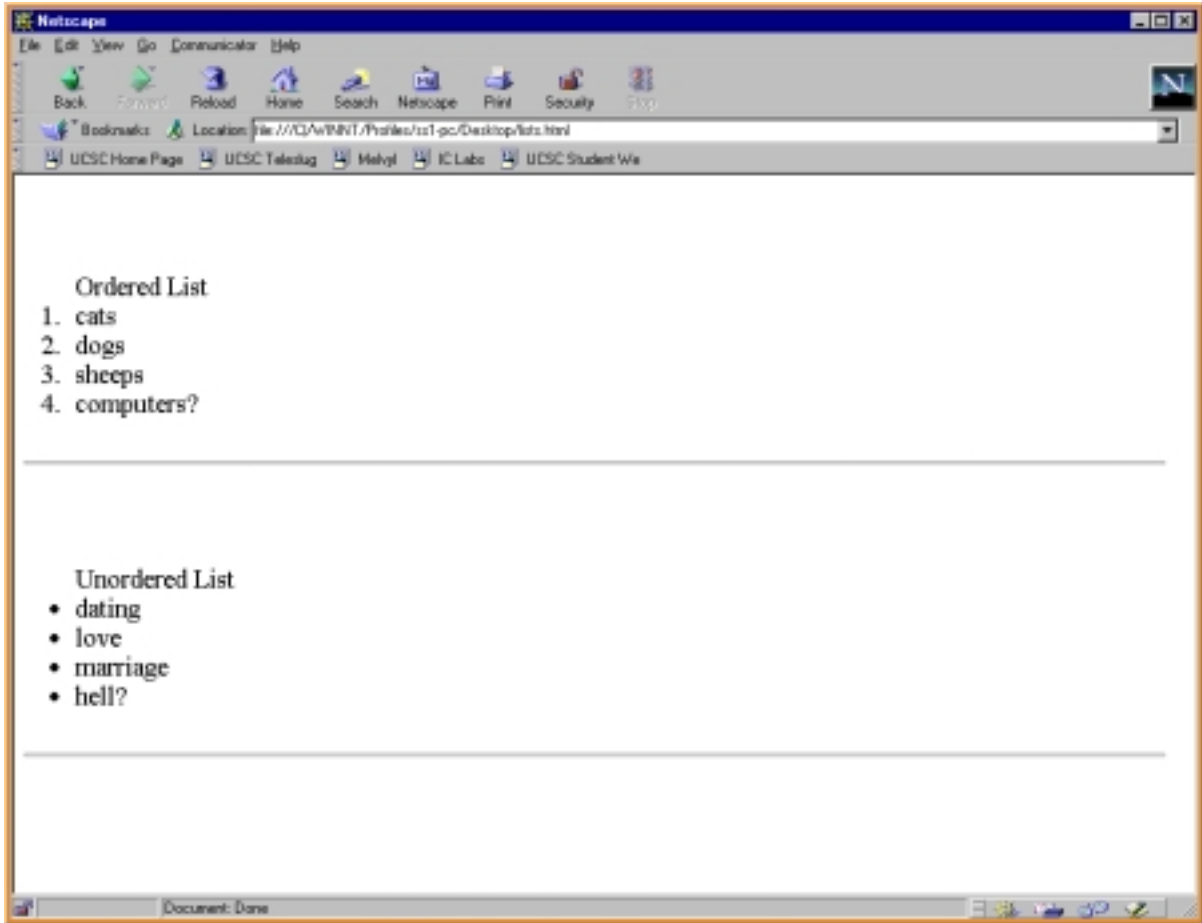 Netscape
File Edit View Go Communicator Help
Back Forward Reload Home Search Netscape Print Security Stop
Bookmarks Location: file:///C|/WINNT/Profiles/ss1-pc/Desktop/lists.html
UCSC Home Page UCSC Teleslug Melvyl IC Labs UCSC Student We
Ordered List
1. cats
2. dogs
3. sheeps
4. computers?
Unordered List
• dating
• love
• marriage
• hell?
Document: Done